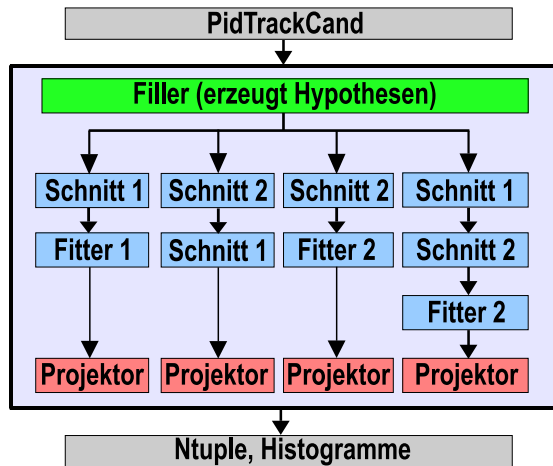 PidTrackCand
Filler (erzeugt Hypothesen)
Schnitt 1 Schnitt 2 Schnitt 2 Schnitt 1
Fitter 1 Schnitt 1 Fitter 2 Schnitt 2
Fitter 2
Projektor Projektor Projektor Projektor
Ntuple, Histogramme